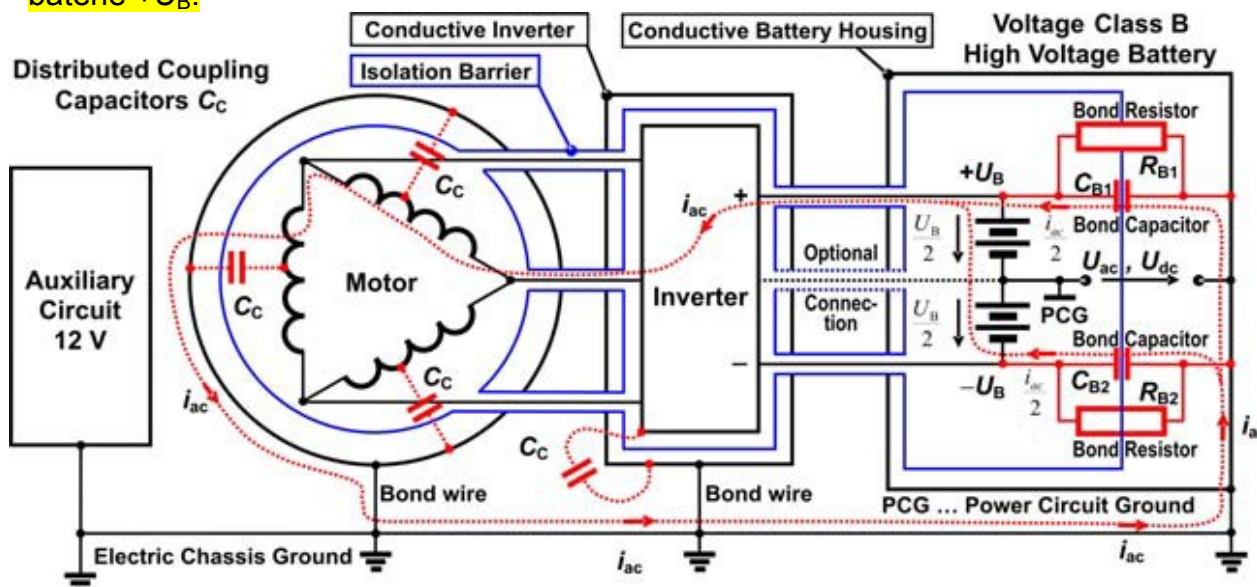 baterie +UB.
Conductive Inverter
Conductive Battery Housing
Voltage Class B
High Voltage Battery
Distributed Coupling
Capacitors CC
Isolation Barrier
Bond Resistor
CC
+UB
CB1
RB1
iac
+
UB
2
iac
2
Bond Capacitor
Auxiliary
Circuit
12 V
CC
Motor
Inverter
Optional
Connec-
tion
Uac , Udc
PCG
UB
2
Bond Capacitor
CC
–
–UB
iac
2
CB2
RB2
iac
Bond Resistor
CC
Bond wire
Bond wire
PCG ... Power Circuit Ground
Electric Chassis Ground
iac
iac